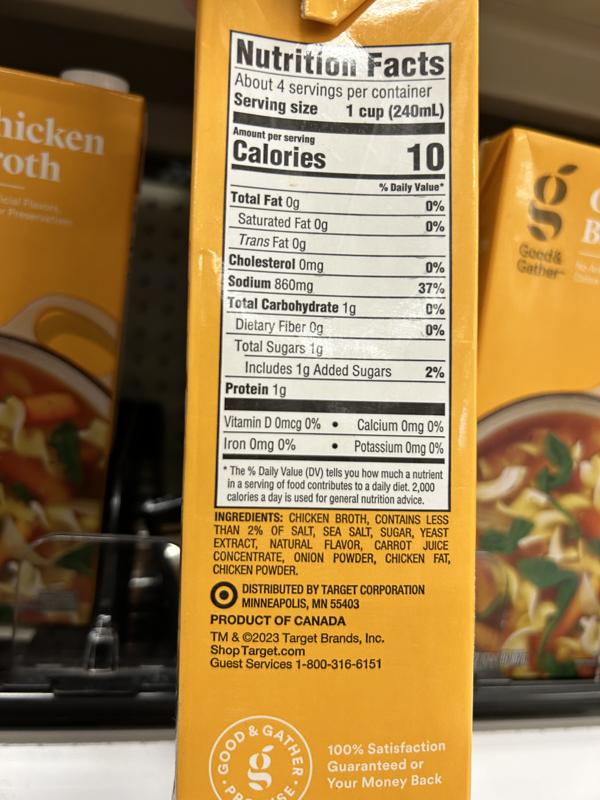 hicken
roth
icial Flavors,
r Preservatives
Nutrition Facts
About 4 servings per container
Serving size 1 cup (240mL)
Amount per serving
Calories 10
% Daily Value*
Total Fat 0g 0%
Saturated Fat 0g 0%
Trans Fat 0g
Cholesterol 0mg 0%
Sodium 860mg 37%
Total Carbohydrate 1g 0%
Dietary Fiber 0g 0%
Total Sugars 1g
Includes 1g Added Sugars 2%
Protein 1g
Vitamin D 0mcg 0% • Calcium 0mg 0%
Iron 0mg 0% • Potassium 0mg 0%
* The % Daily Value (DV) tells you how much a nutrient
in a serving of food contributes to a daily diet. 2,000
calories a day is used for general nutrition advice.
INGREDIENTS: CHICKEN BROTH, CONTAINS LESS
THAN 2% OF SALT, SEA SALT, SUGAR, YEAST
EXTRACT, NATURAL FLAVOR, CARROT JUICE
CONCENTRATE, ONION POWDER, CHICKEN FAT,
CHICKEN POWDER.
DISTRIBUTED BY TARGET CORPORATION
MINNEAPOLIS, MN 55403
PRODUCT OF CANADA
TM & ©2023 Target Brands, Inc.
ShopTarget.com
Guest Services 1-800-316-6151
GOOD & GATHER
g
100% Satisfaction
Guaranteed or
Your Money Back
g
Good&
Gather
C
B